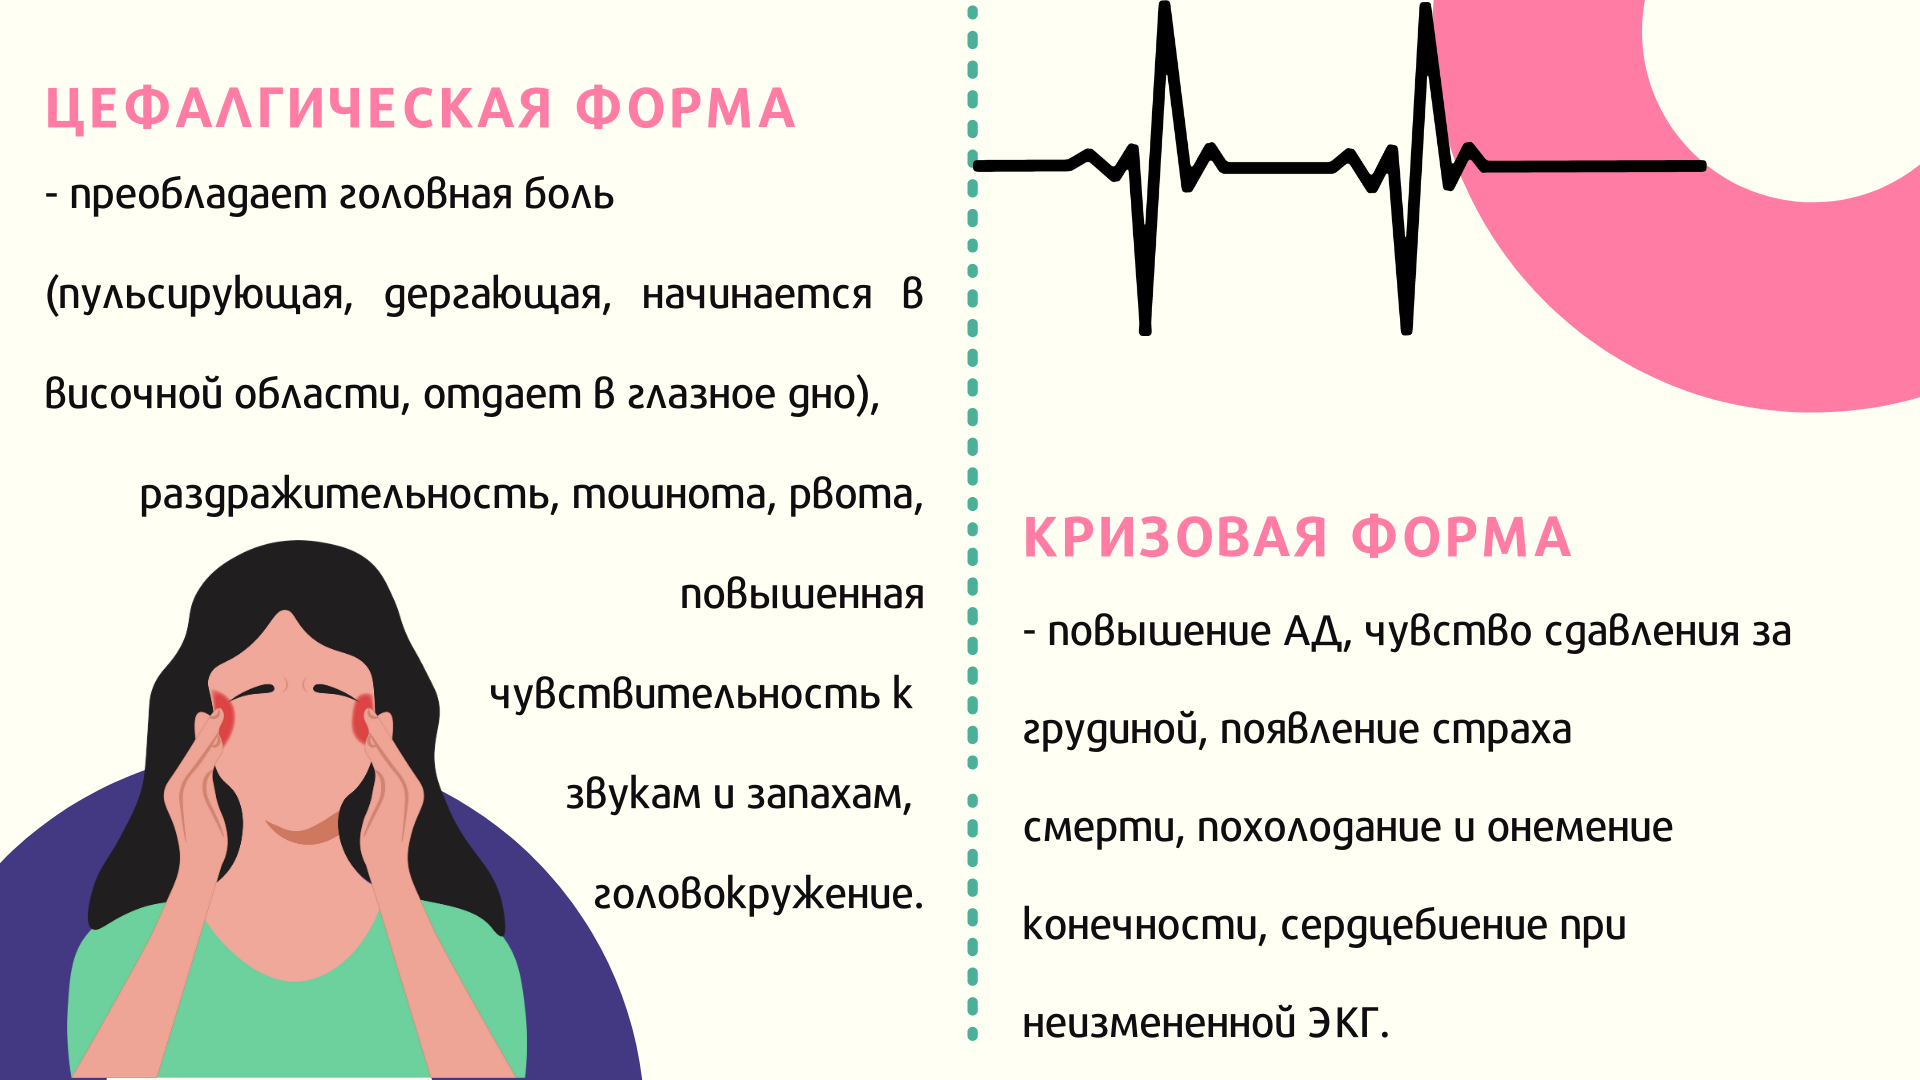 ЦЕФАЛГИЧЕСКАЯ ФОРМА
- преобладает головная боль
(пульсирующая, дергающая, начинается в
височной области, отдает в глазное дно),
раздражительность, тошнота, рвота,
повышенная
чувствительность к
звукам и запахам,
головокружение.
КРИЗОВАЯ ФОРМА
- повышение АД, чувство сдавления за
грудиной, появление страха
смерти, похолодание и онемение
конечности, сердцебиение при
неизмененной ЭКГ.